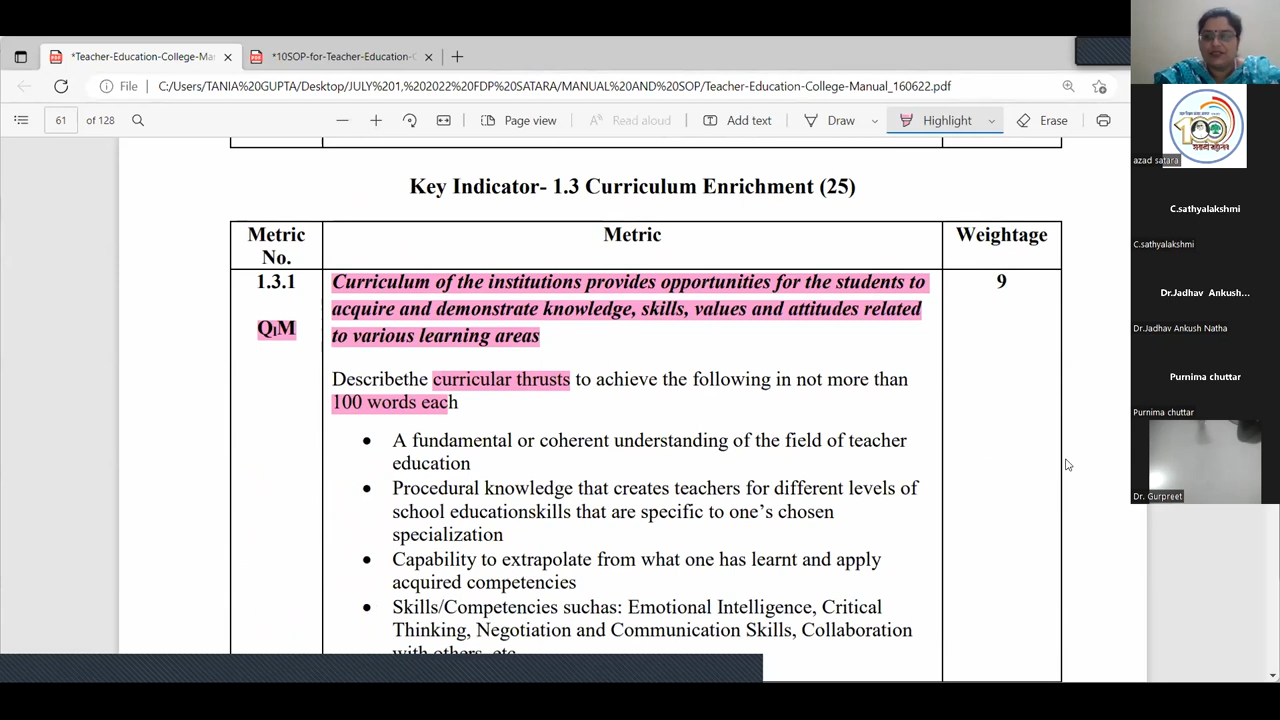 *Teacher-Education-College-Mar
*10SOP-for-Teacher-Education-
File
C:/Users/TANIA%20GUPTA/Desktop/JULY%201,%202022%20FDP%20SATARA/MANUAL%20AND%20SOP/Teacher-Education-College-Manual_160622.pdf
61 of 128
Page view
Read aloud
Add text
Draw
Highlight
Erase
Key Indicator- 1.3 Curriculum Enrichment (25)
Metric No.
Metric
Weightage
1.3.1
QlM
Curriculum of the institutions provides opportunities for the students to
acquire and demonstrate knowledge, skills, values and attitudes related
to various learning areas
9
Describethe curricular thrusts to achieve the following in not more than
100 words each
• A fundamental or coherent understanding of the field of teacher
education
• Procedural knowledge that creates teachers for different levels of
school educationskills that are specific to one's chosen
specialization
• Capability to extrapolate from what one has learnt and apply
acquired competencies
• Skills/Competencies suchas: Emotional Intelligence, Critical
Thinking, Negotiation and Communication Skills, Collaboration
with others, etc
100
azad satara
C.sathyalakshmi
C.sathyalakshmi
Dr.Jadhav Ankush...
Dr.Jadhav Ankush Natha
Purnima chuttar
Purnima chuttar
Dr. Gurpreet